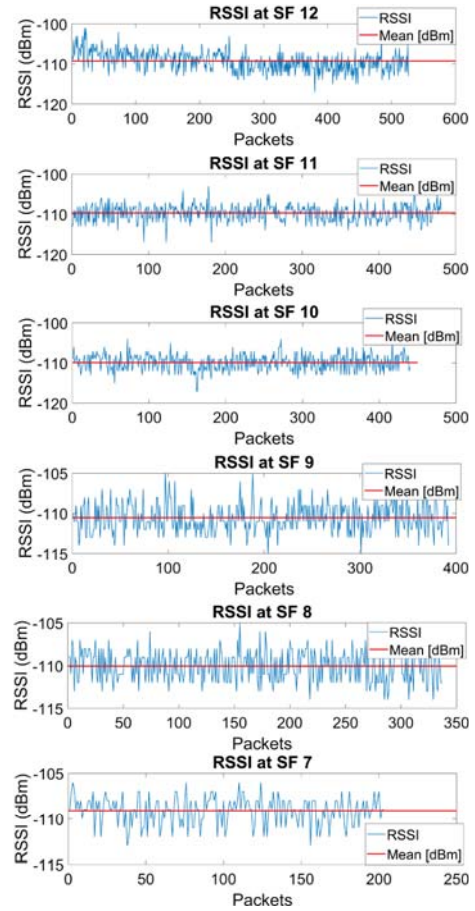 RSSI at SF 12
-100
-110
-120
RSSI (dBm)
RSSI
Mean [dBm]
0 100 200 300 400 500 600
Packets
RSSI at SF 11
-100
-110
-120
RSSI (dBm)
RSSI
Mean [dBm]
0 100 200 300 400 500
Packets
RSSI at SF 10
-100
-110
-120
RSSI (dBm)
RSSI
Mean [dBm]
0 100 200 300 400 500
Packets
RSSI at SF 9
-105
-110
-115
RSSI (dBm)
RSSI
Mean [dBm]
0 100 200 300 400
Packets
RSSI at SF 8
-105
-110
-115
RSSI (dBm)
RSSI
Mean [dBm]
0 50 100 150 200 250 300 350
Packets
RSSI at SF 7
-105
-110
-115
RSSI (dBm)
RSSI
Mean [dBm]
0 50 100 150 200 250
Packets